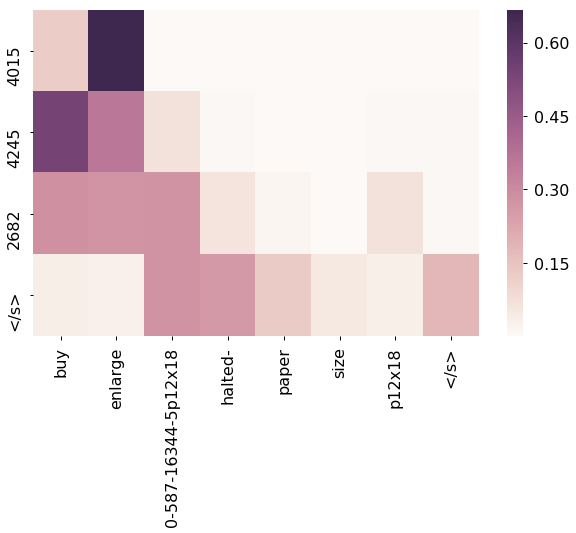 4015
4245
2682
</s>
buy
enlarge
0-587-16344-5p12x18
halted-
paper
size
p12x18
</s>
0.60
0.45
0.30
0.15